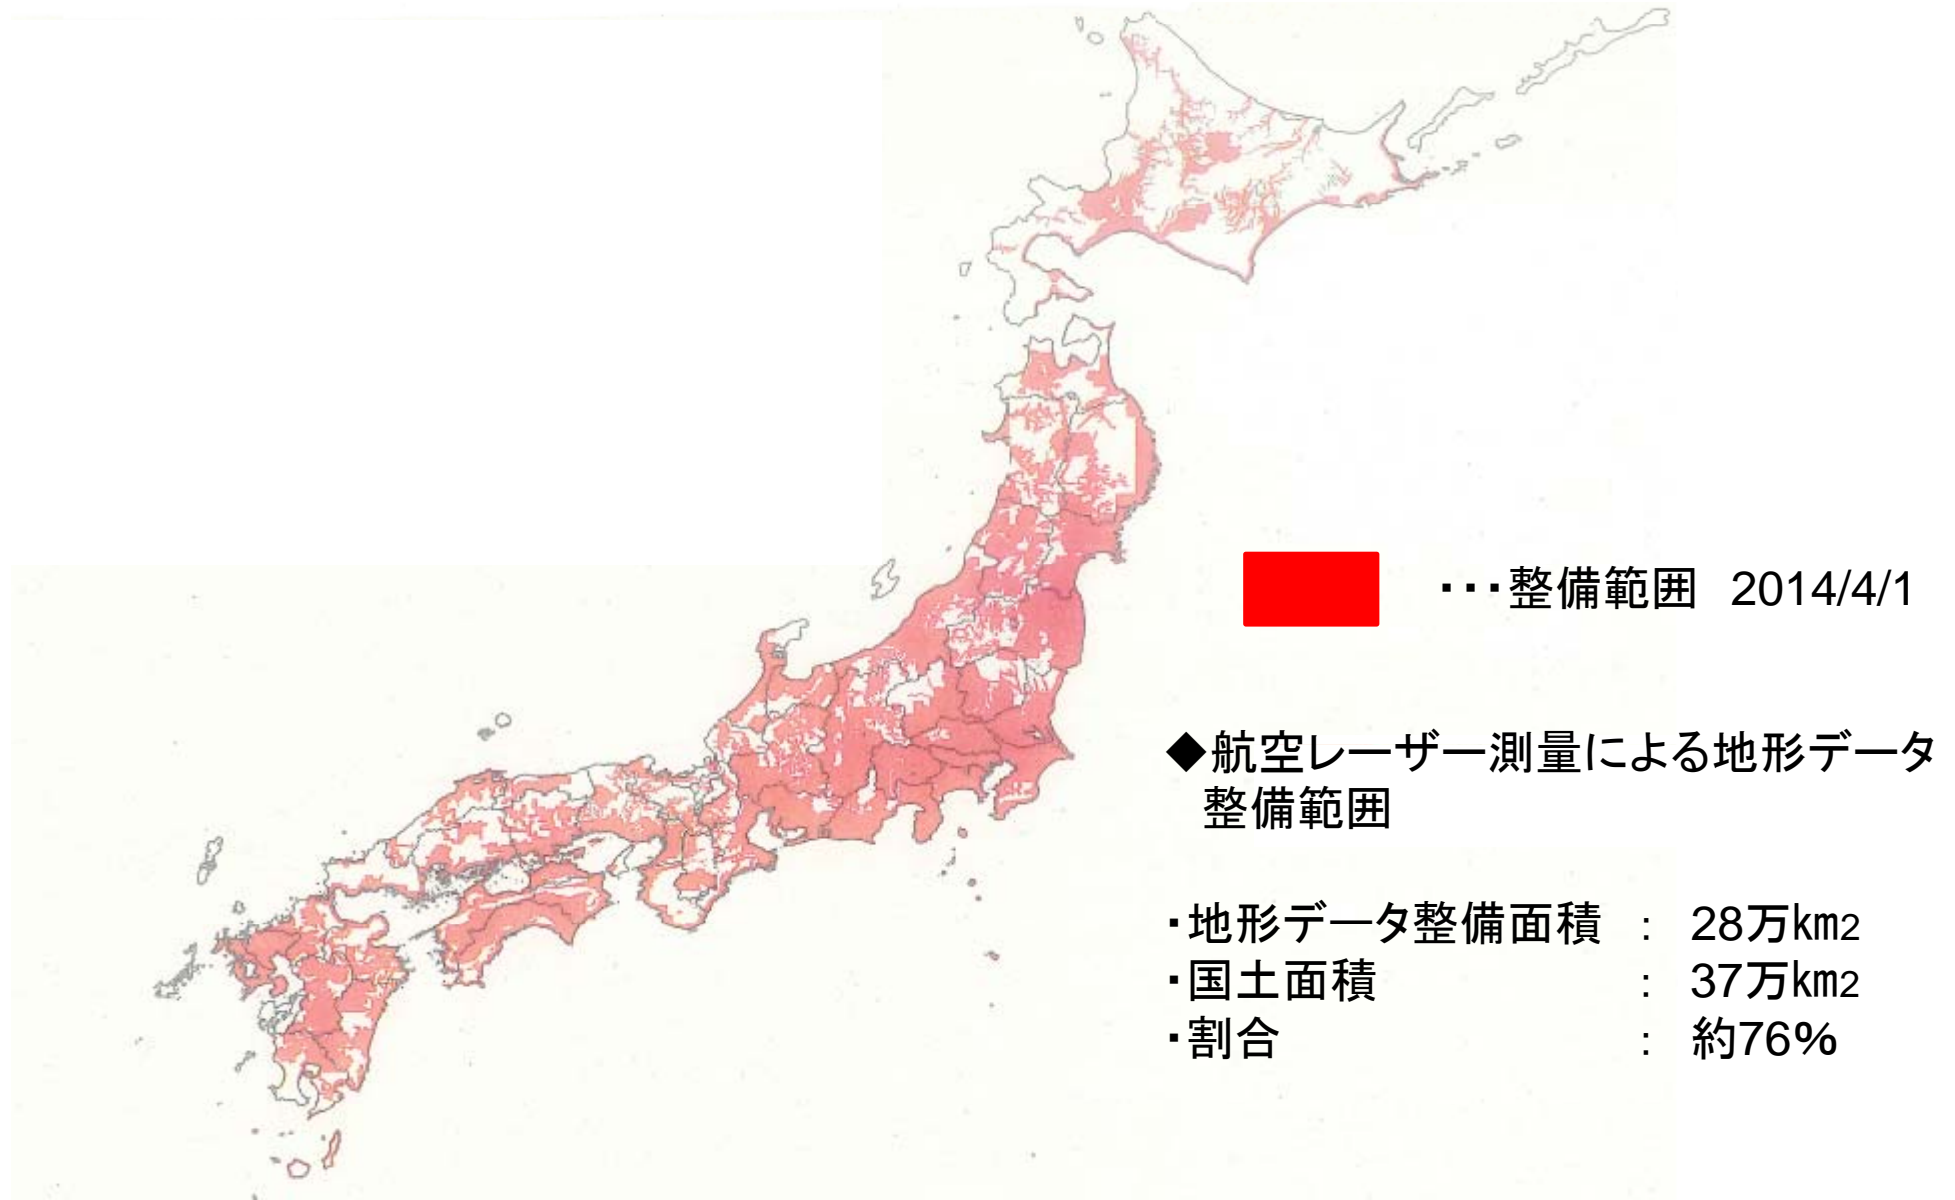 ・・・整備範囲　2014/4/1
◆航空レーザー測量による地形データ
整備範囲
・地形データ整備面積　：　28万km2
・国土面積　：　37万km2
・割合　：　約76%